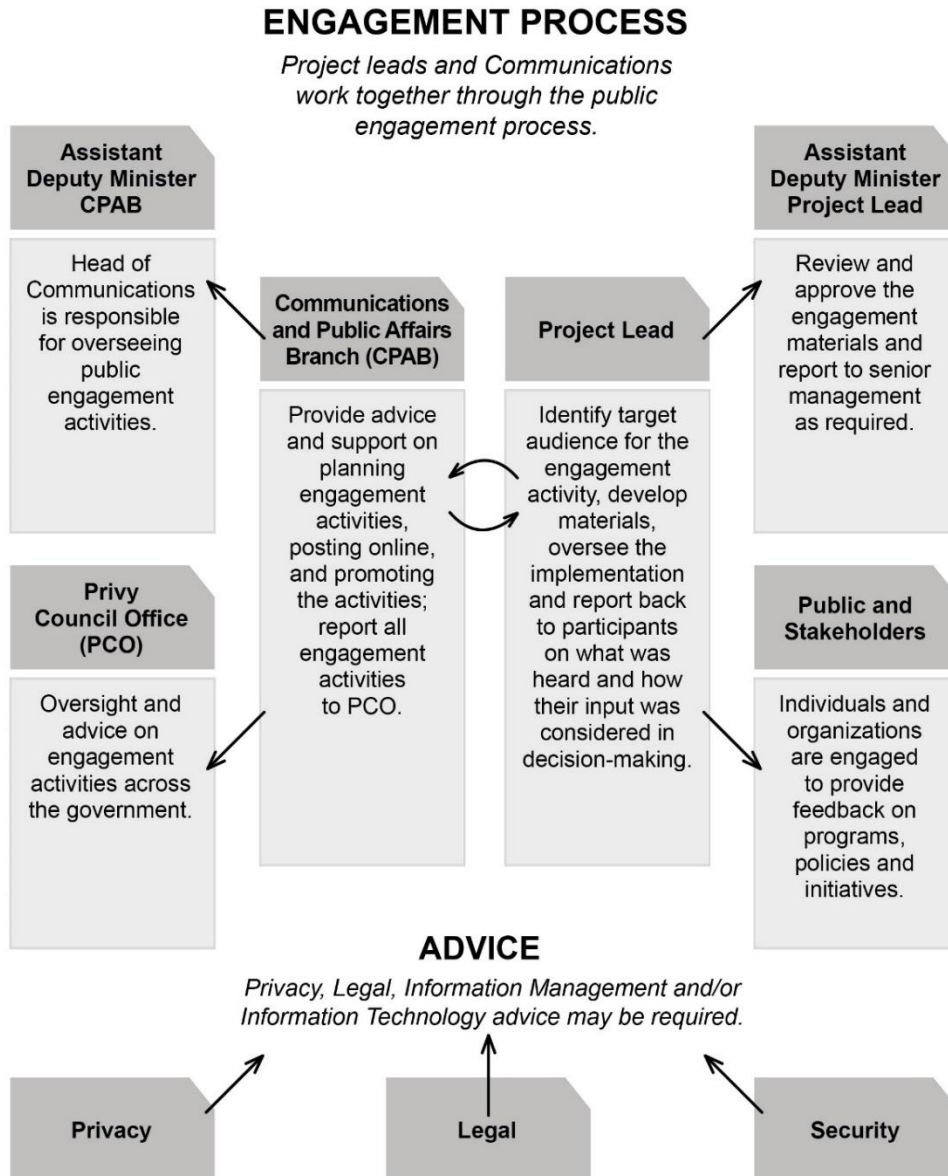 ENGAGEMENT PROCESS
Project leads and Communications
work together through the public
engagement process.
Assistant
Deputy Minister
CPAB
Head of
Communications
is responsible
for overseeing
public
engagement
activities.
Communications
and Public Affairs
Branch (CPAB)
Provide advice
and support on
planning
engagement
activities,
posting online,
and promoting
the activities;
report all
engagement
activities
to PCO.
Project Lead
Identify target
audience for the
engagement
activity, develop
materials,
oversee the
implementation
and report back
to participants
on what was
heard and how
their input was
considered in
decision-making.
Assistant
Deputy Minister
Project Lead
Review and
approve the
engagement
materials and
report to senior
management
as required.
Privy
Council Office
(PCO)
Oversight and
advice on
engagement
activities across
the government.
Public and
Stakeholders
Individuals and
organizations
are engaged
to provide
feedback on
programs,
policies and
initiatives.
ADVICE
Privacy, Legal, Information Management and/or
Information Technology advice may be required.
Privacy
Legal
Security